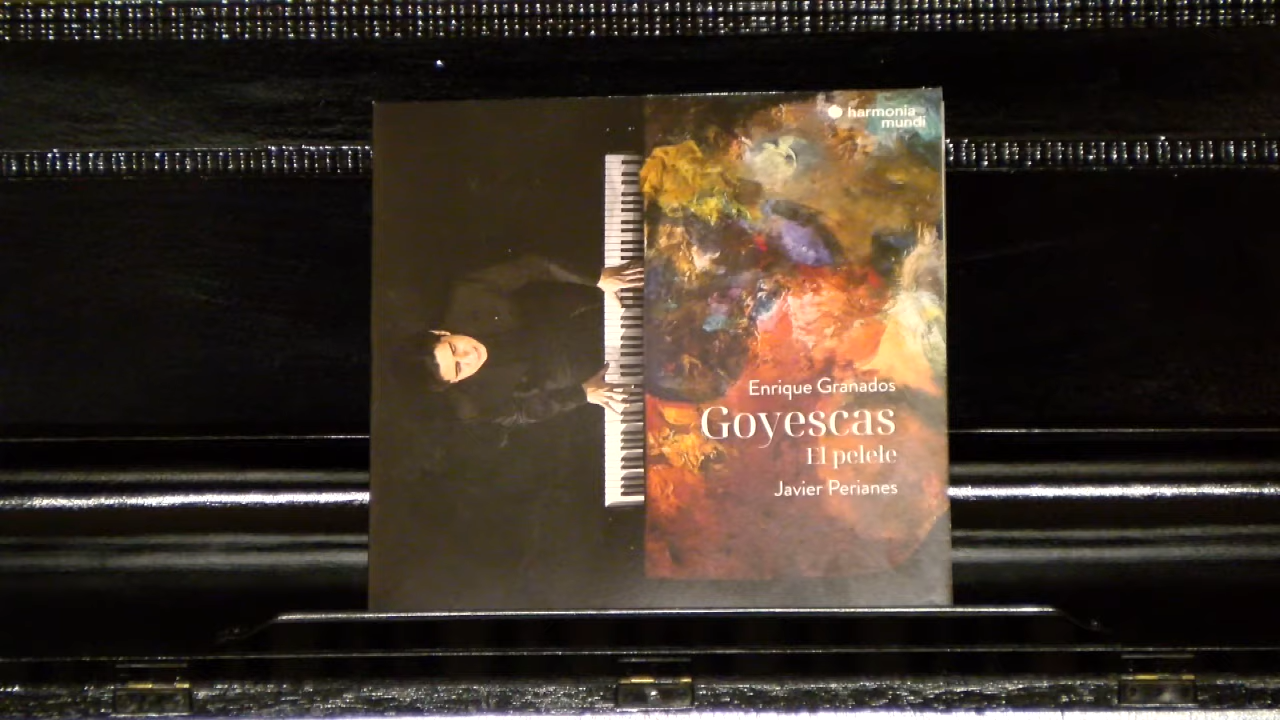 harmonia
mundi
Enrique Granados
Goyescas
El pelele
Javier Perianes